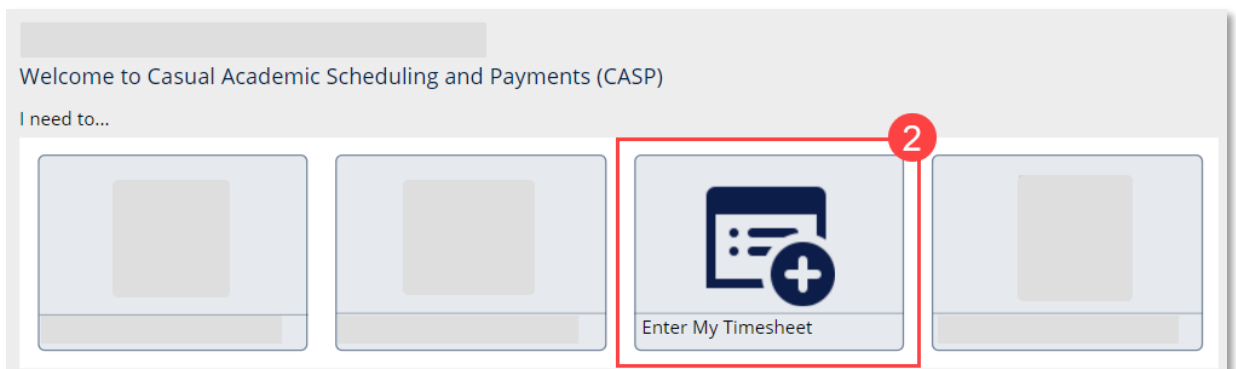 Welcome to Casual Academic Scheduling and Payments (CASP)
I need to...
2
Enter My Timesheet